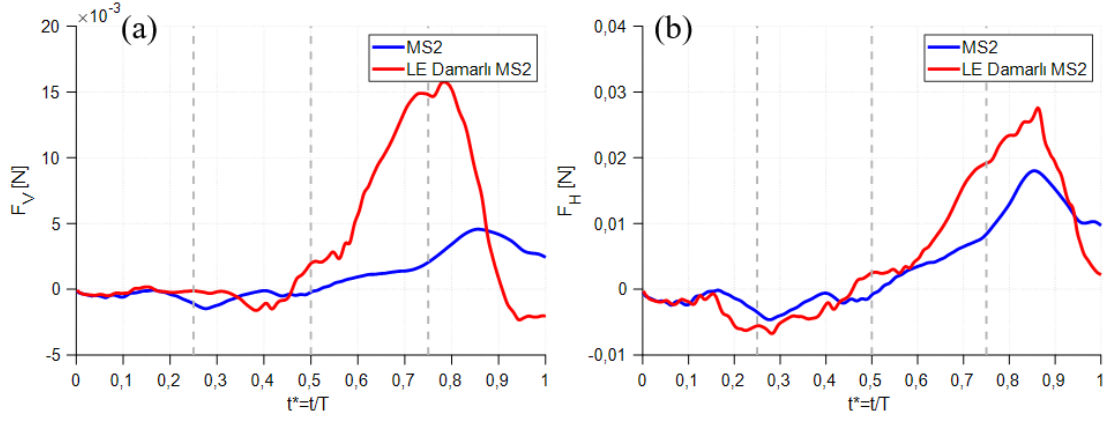 ×10⁻³
(a)
MS2
LE Damarlı MS2
20
15
10
5
0
-5
F_V [N]
0 0,1 0,2 0,3 0,4 0,5 0,6 0,7 0,8 0,9 1
t*=t/T
(b)
MS2
LE Damarlı MS2
0,04
0,03
0,02
0,01
0
-0,01
F_H [N]
0 0,1 0,2 0,3 0,4 0,5 0,6 0,7 0,8 0,9 1
t*=t/T